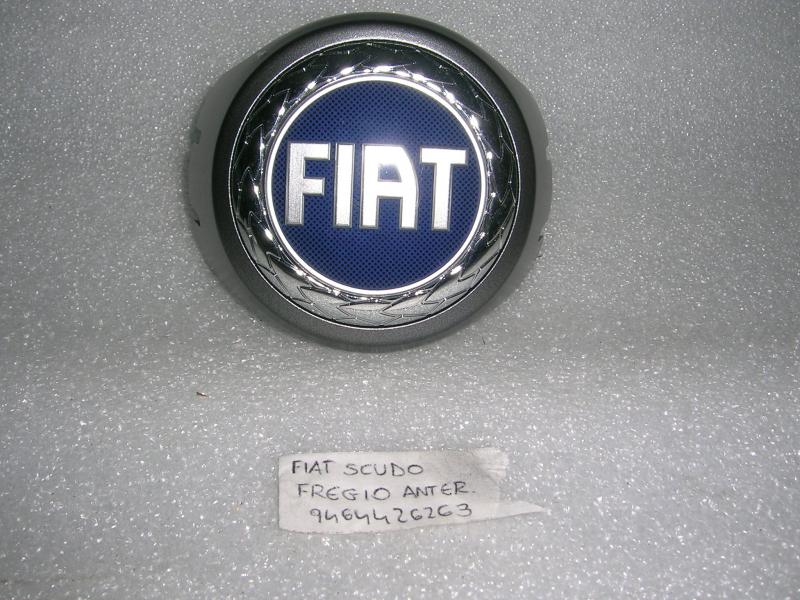 FIAT
FIAT SCUDO
FREGIO ANTER.
9464426263